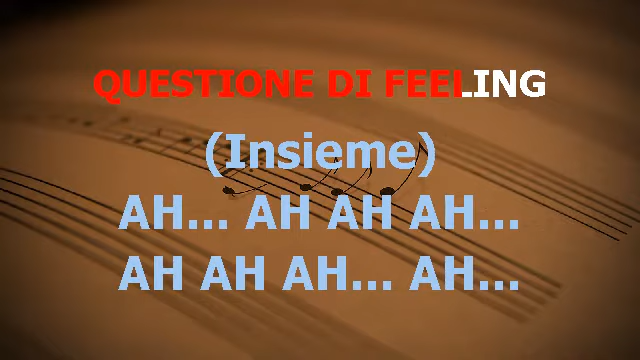 QUESTIONE DI FEELING
(Insieme)
AH... AH AH AH...
AH AH AH... AH...